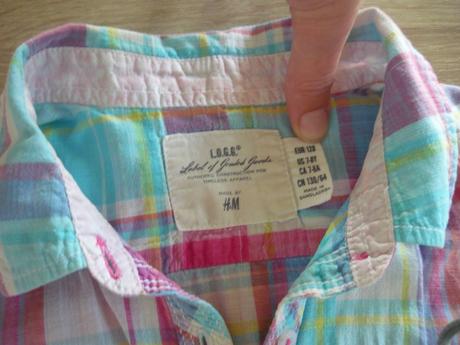 L.O.G.G.®
Label of Graded Goods
AUTHENTIC CONSTRUCTION FOR
TIMELESS APPAREL
MADE BY
H&M
EUR 128
US 7-8Y
CA 7-8A
CN 130/64
MADE IN
BANGLADESH